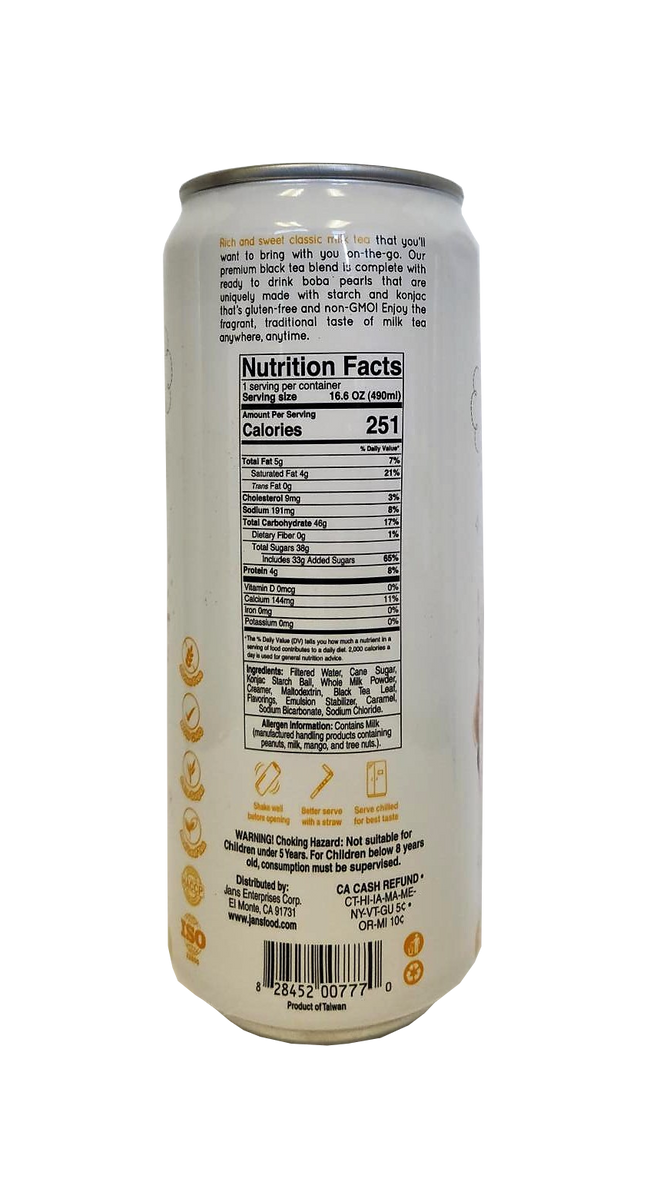 Rich and sweet classic milk tea that you'll
want to bring with you on-the-go. Our
premium black tea blend is complete with
ready to drink boba pearls that are
uniquely made with starch and konjac
that's gluten-free and non-GMO! Enjoy the
fragrant, traditional taste of milk tea
anywhere, anytime.
Nutrition Facts
1 serving per container
Serving size 16.6 OZ (490ml)
Amount Per Serving
Calories 251
% Daily Value*
Total Fat 5g 7%
Saturated Fat 4g 21%
Trans Fat 0g
Cholesterol 9mg 3%
Sodium 191mg 8%
Total Carbohydrate 46g 17%
Dietary Fiber 0g 1%
Total Sugars 38g
Includes 33g Added Sugars 65%
Protein 4g 8%
Vitamin D 0mcg 0%
Calcium 144mg 11%
Iron 0mg 0%
Potassium 0mg 0%
*The % Daily Value (DV) tells you how much a nutrient in a
serving of food contributes to a daily diet. 2,000 calories a
day is used for general nutrition advice.
Ingredients: Filtered Water, Cane Sugar,
Konjac Starch Ball, Whole Milk Powder,
Creamer, Maltodextrin, Black Tea Leaf,
Flavorings, Emulsion Stabilizer, Caramel,
Sodium Bicarbonate, Sodium Chloride.
Allergen Information: Contains Milk
(manufactured handling products containing
peanuts, milk, mango, and tree nuts.).
Shake well
before opening
Better serve
with a straw
Serve chilled
for best taste
WARNING! Choking Hazard: Not suitable for
Children under 5 Years. For Children below 8 years
old, consumption must be supervised.
Distributed by:
Jans Enterprises Corp.
El Monte, CA 91731
www.jansfood.com
CA CASH REFUND •
CT-HI-IA-MA-ME-
NY-VT-GU 5¢ •
OR-MI 10¢
HACCP
ISO
8 28452 00777 0
Product of Taiwan